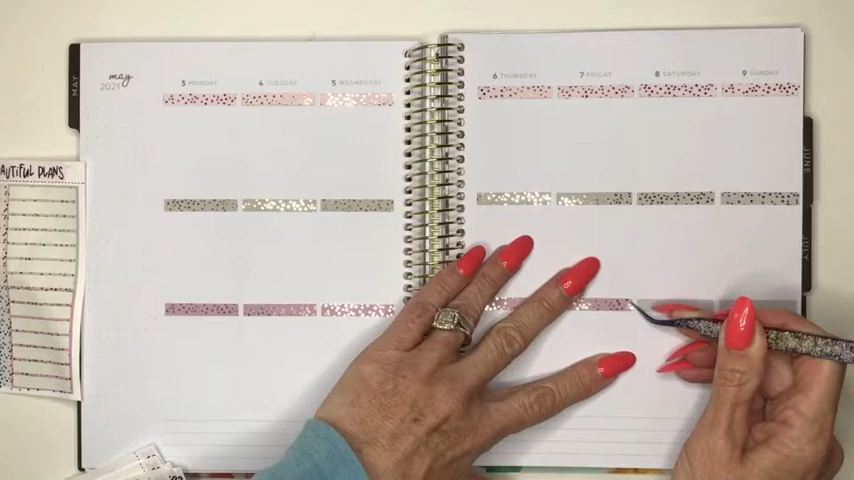 MAY
may
2021
3 MONDAY
4 TUESDAY
5 WEDNESDAY
6 THURSDAY
7 FRIDAY
8 SATURDAY
9 SUNDAY
JUNE
JULY
PLANS